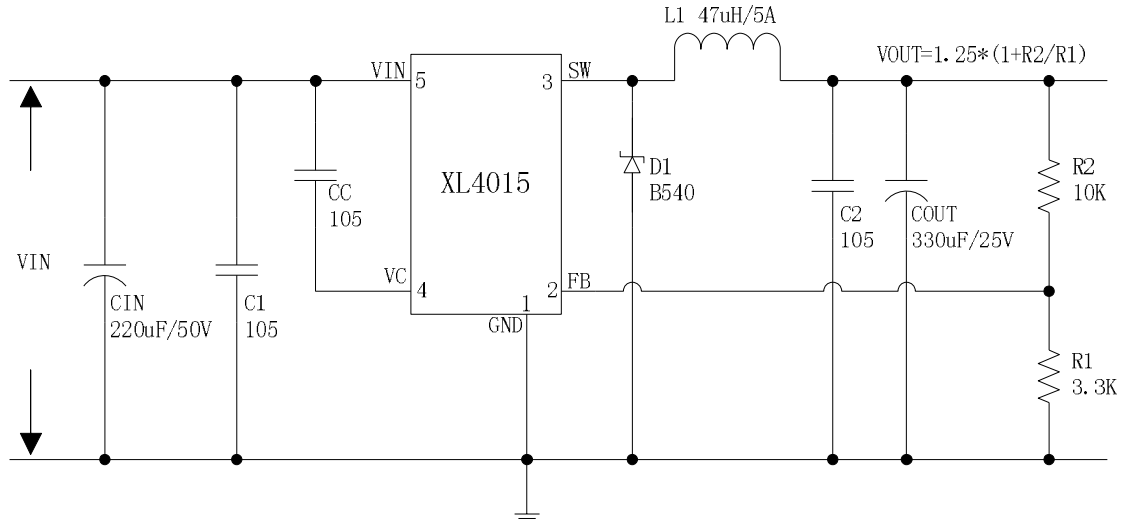 L1 47uH/5A
VOUT=1.25*(1+R2/R1)
VIN
5
3
SW
XL4015
CC
105
D1
B540
C2
105
COUT
330uF/25V
R2
10K
VIN
VC
4
2
FB
1
GND
CIN
220uF/50V
C1
105
R1
3.3K